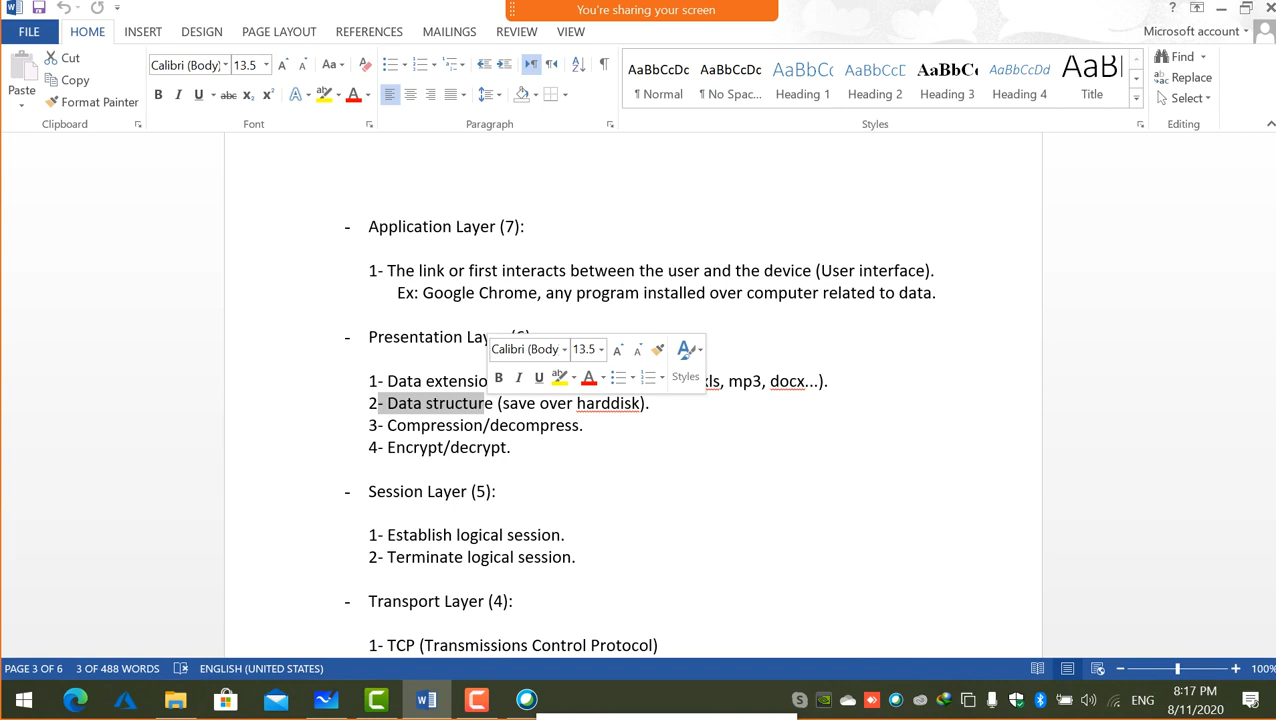 You're sharing your screen
FILE HOME INSERT DESIGN PAGE LAYOUT REFERENCES MAILINGS REVIEW VIEW Microsoft account
Paste Cut Copy Format Painter
Calibri (Body) 13.5
AaBbCcDc AaBbCcDc AaBbC AaBbCcDc AaBbC AaBbCcDd AaB
¶ Normal ¶ No Spac... Heading 1 Heading 2 Heading 3 Heading 4 Title
Find Replace Select
Clipboard Font Paragraph Styles Editing
- Application Layer (7):
1- The link or first interacts between the user and the device (User interface).
Ex: Google Chrome, any program installed over computer related to data.
- Presentation Lay
Calibri (Body 13.5
Styles
1- Data extensio xls, mp3, docx...).
2- Data structure (save over harddisk).
3- Compression/decompress.
4- Encrypt/decrypt.
- Session Layer (5):
1- Establish logical session.
2- Terminate logical session.
- Transport Layer (4):
1- TCP (Transmissions Control Protocol)
PAGE 3 OF 6 3 OF 488 WORDS ENGLISH (UNITED STATES) 100%
ENG 8:17 PM
8/11/2020